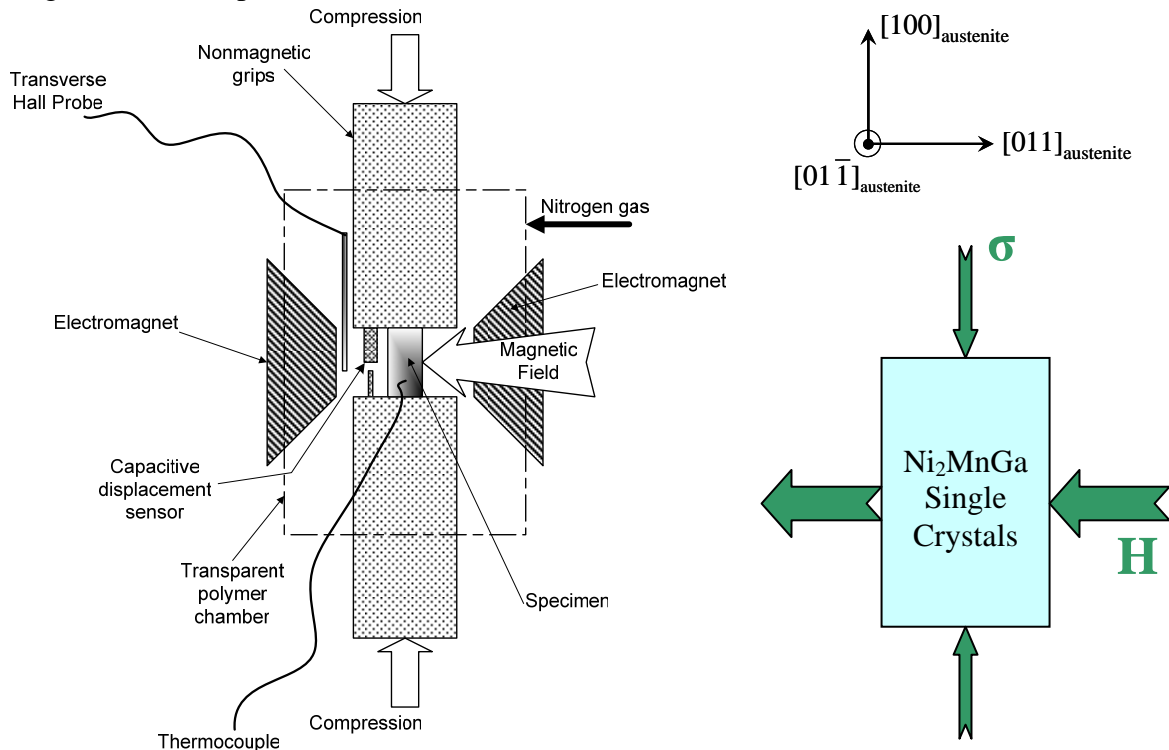 Compression
Nonmagnetic
grips
Transverse
Hall Probe
Nitrogen gas
Electromagnet
Electromagnet
Magnetic
Field
Capacitive
displacement
sensor
Transparent
polymer
chamber
Specimen
Compression
Thermocouple
[100]austenite
[011]austenite
[011̅]austenite
σ
Ni₂MnGa
Single
Crystals
H